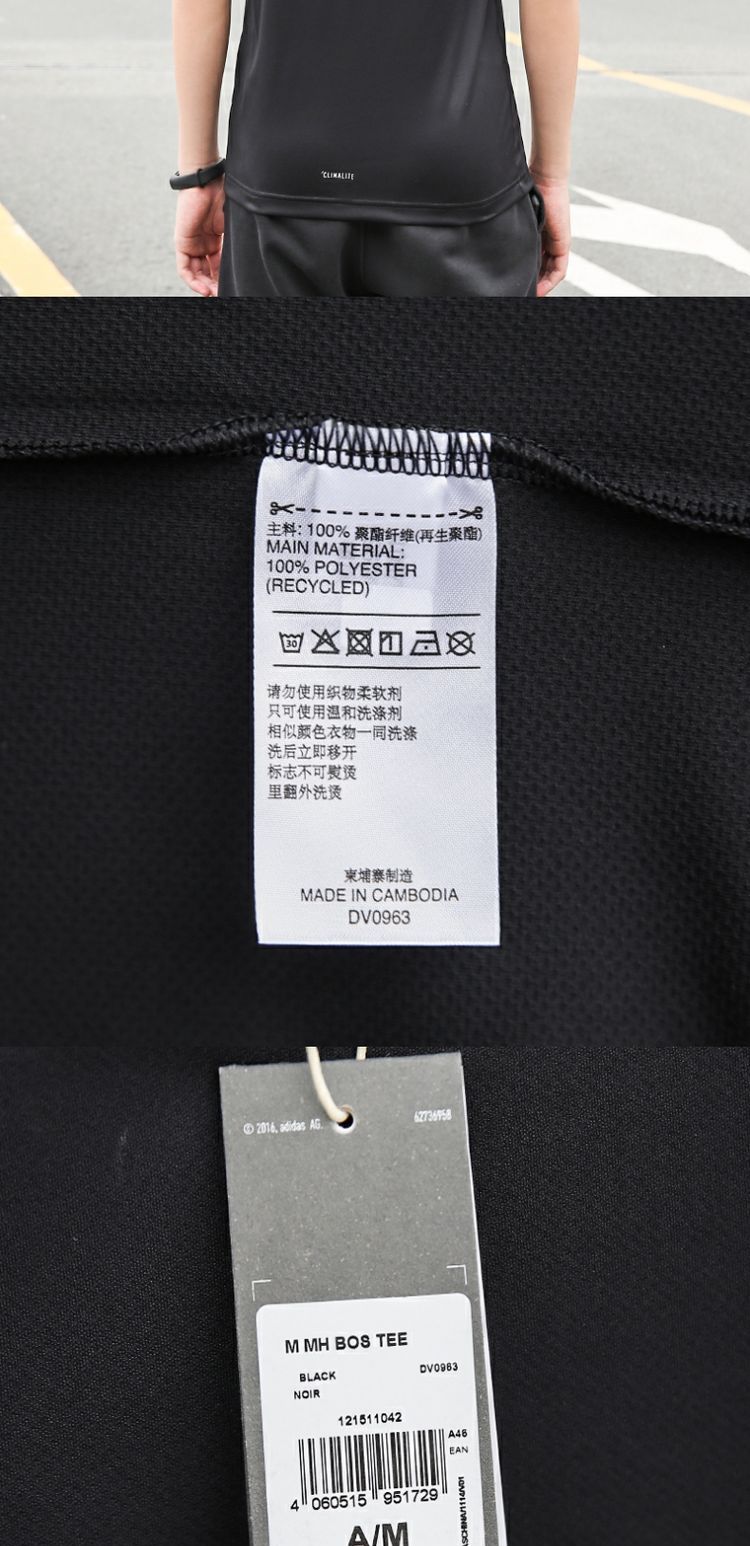 CLIMALITE
主料: 100% 聚酯纤维(再生聚酯)
MAIN MATERIAL:
100% POLYESTER
(RECYCLED)
30
请勿使用织物柔软剂
只可使用温和洗涤剂
相似颜色衣物一同洗涤
洗后立即移开
标志不可熨烫
里翻外洗烫
柬埔寨制造
MADE IN CAMBODIA
DV0963
© 2016, adidas AG.
62736958
M MH BOS TEE
BLACK
DV0963
NOIR
121511042
A46
EAN
4 060515 951729
A/M